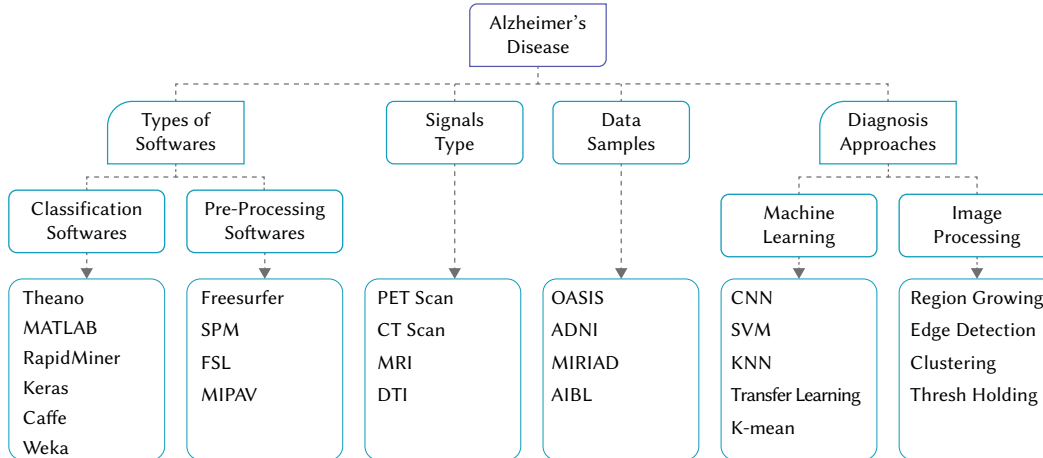 Alzheimer's
Disease
Types of
Softwares
Signals
Type
Data
Samples
Diagnosis
Approaches
Classification
Softwares
Pre-Processing
Softwares
Machine
Learning
Image
Processing
Theano
MATLAB
RapidMiner
Keras
Caffe
Weka
Freesurfer
SPM
FSL
MIPAV
PET Scan
CT Scan
MRI
DTI
OASIS
ADNI
MIRIAD
AIBL
CNN
SVM
KNN
Transfer Learning
K-mean
Region Growing
Edge Detection
Clustering
Thresh Holding